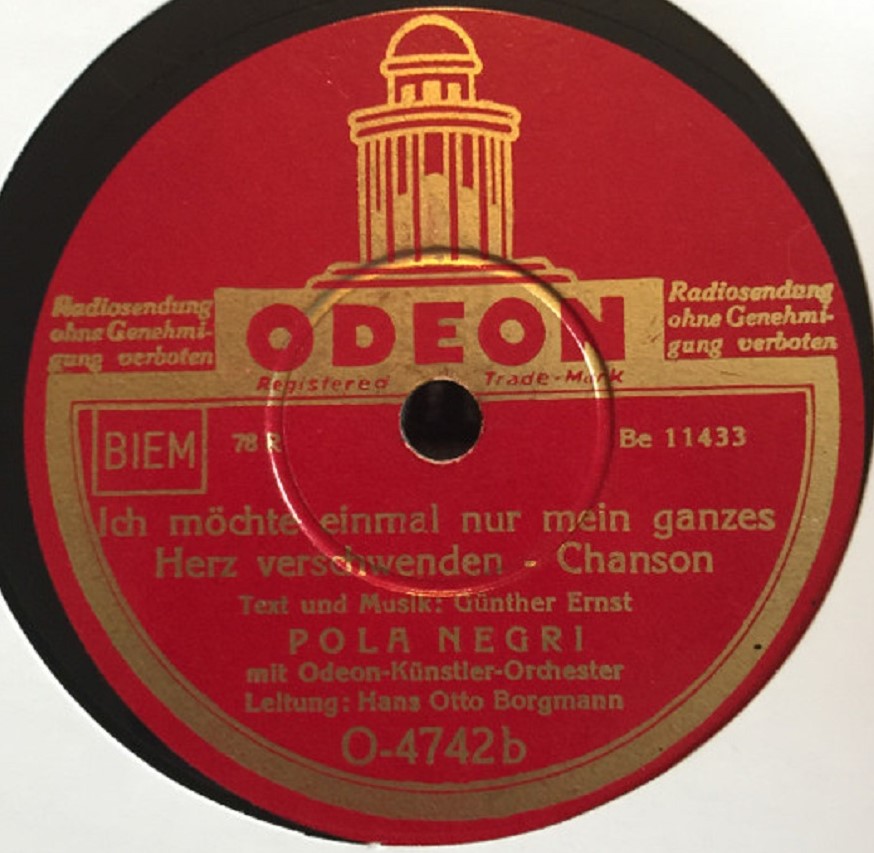 Radiosendung
ohne Genehmi-
gung verboten
ODEON
Registered Trade-Mark
Radiosendung
ohne Genehmi-
gung verboten
BIEM
78 R
Be 11433
Ich möchte einmal nur mein ganzes
Herz verschwenden - Chanson
Text und Musik: Günther Ernst
POLA NEGRI
mit Odeon-Künstler-Orchester
Leitung: Hans Otto Borgmann
O-4742b